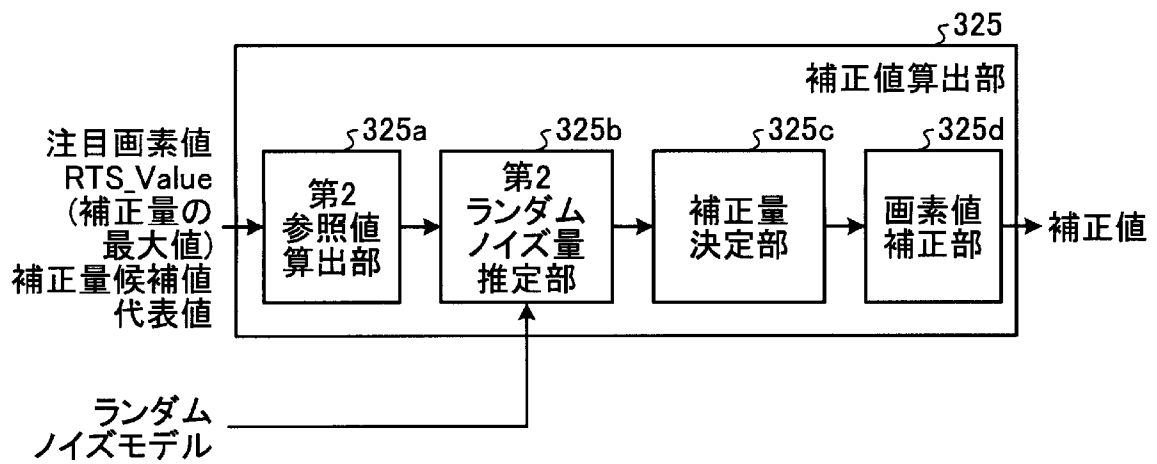 325
補正値算出部
注目画素値
RTS_Value
(補正量の
最大値)
補正量候補値
代表値
325a
第2
参照値
算出部
325b
第2
ランダム
ノイズ量
推定部
325c
補正量
決定部
325d
画素値
補正部
補正値
ランダム
ノイズモデル